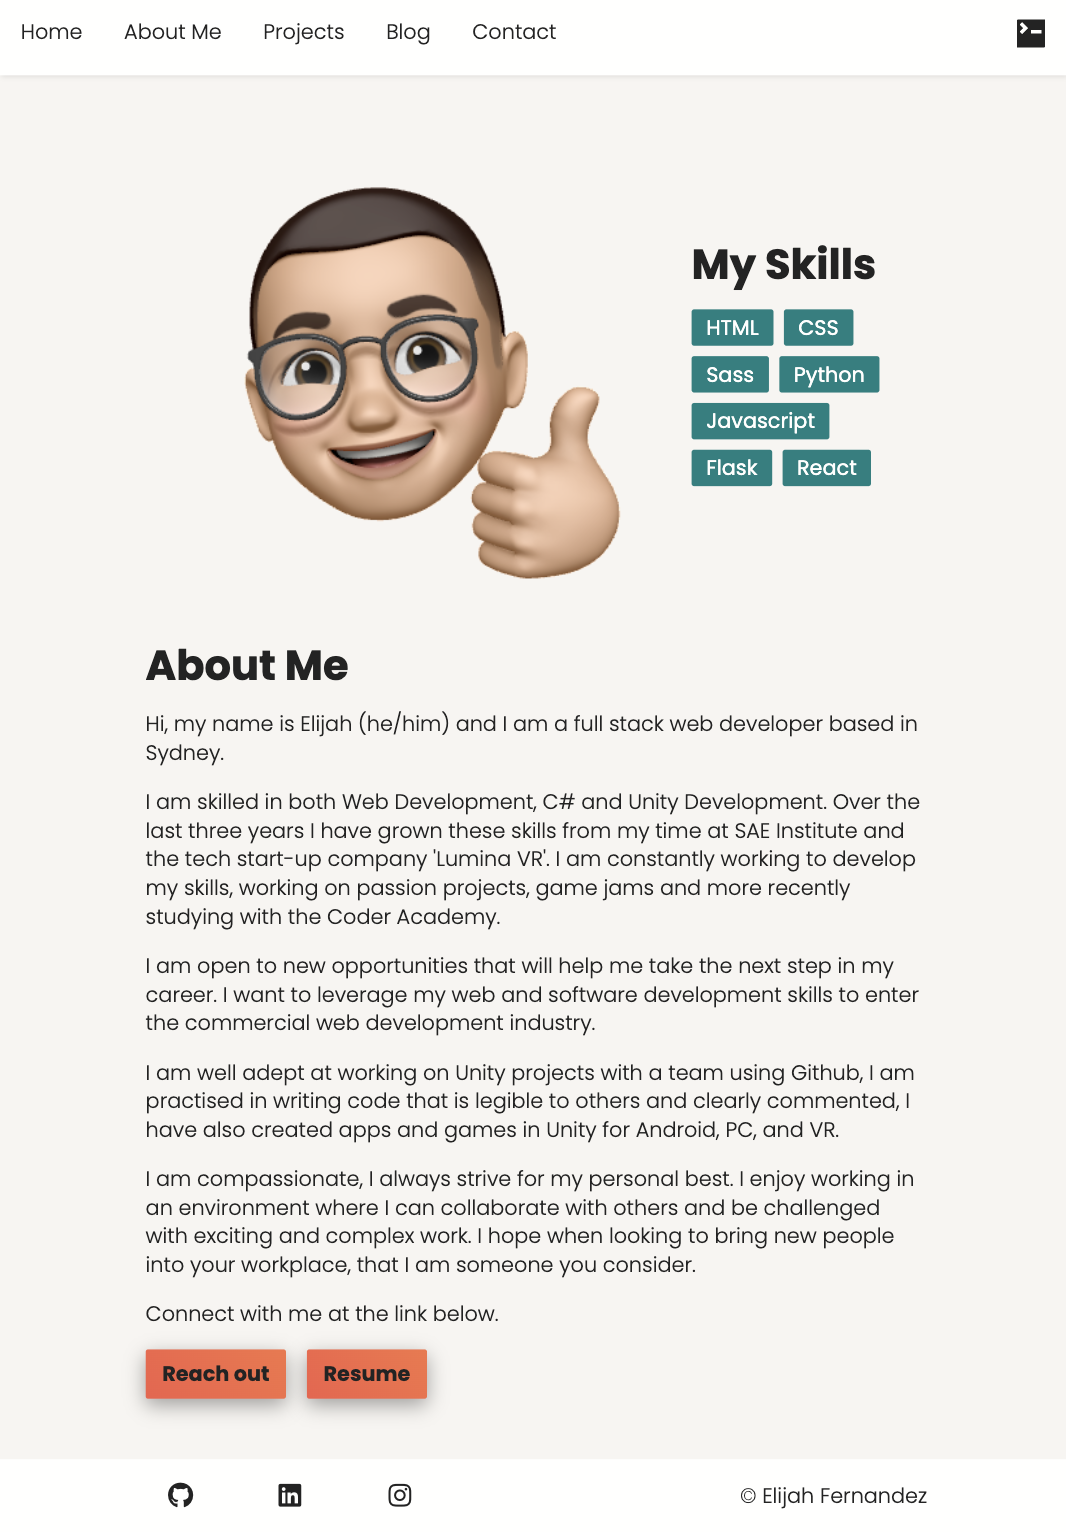 Home About Me Projects Blog Contact
My Skills
HTML CSS
Sass Python
Javascript
Flask React
About Me
Hi, my name is Elijah (he/him) and I am a full stack web developer based in
Sydney.
I am skilled in both Web Development, C# and Unity Development. Over the
last three years I have grown these skills from my time at SAE Institute and
the tech start-up company 'Lumina VR'. I am constantly working to develop
my skills, working on passion projects, game jams and more recently
studying with the Coder Academy.
I am open to new opportunities that will help me take the next step in my
career. I want to leverage my web and software development skills to enter
the commercial web development industry.
I am well adept at working on Unity projects with a team using Github, I am
practised in writing code that is legible to others and clearly commented, I
have also created apps and games in Unity for Android, PC, and VR.
I am compassionate, I always strive for my personal best. I enjoy working in
an environment where I can collaborate with others and be challenged
with exciting and complex work. I hope when looking to bring new people
into your workplace, that I am someone you consider.
Connect with me at the link below.
Reach out Resume
© Elijah Fernandez